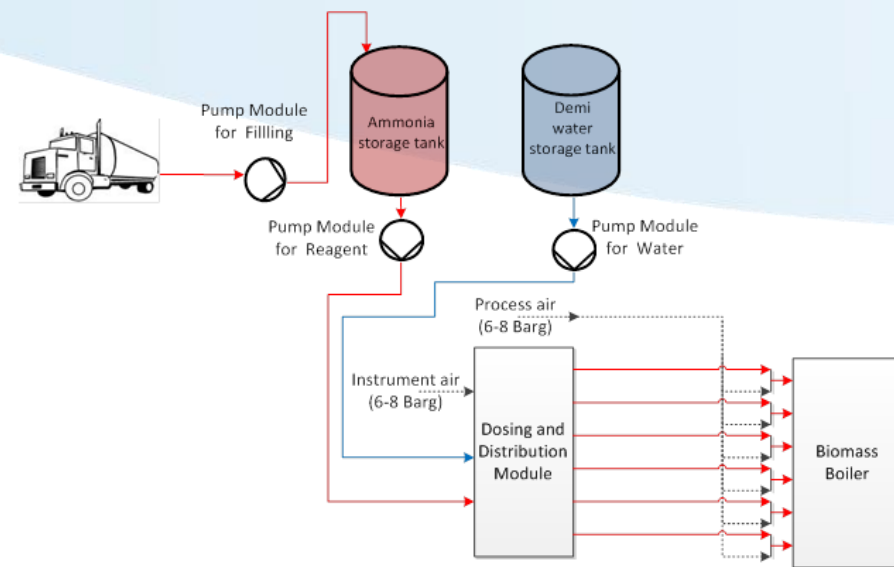 Pump Module
for Fillling
Ammonia
storage tank
Demi
water
storage tank
Pump Module
for Reagent
Pump Module
for Water
Process air
(6-8 Barg)
Instrument air
(6-8 Barg)
Dosing and
Distribution
Module
Biomass
Boiler